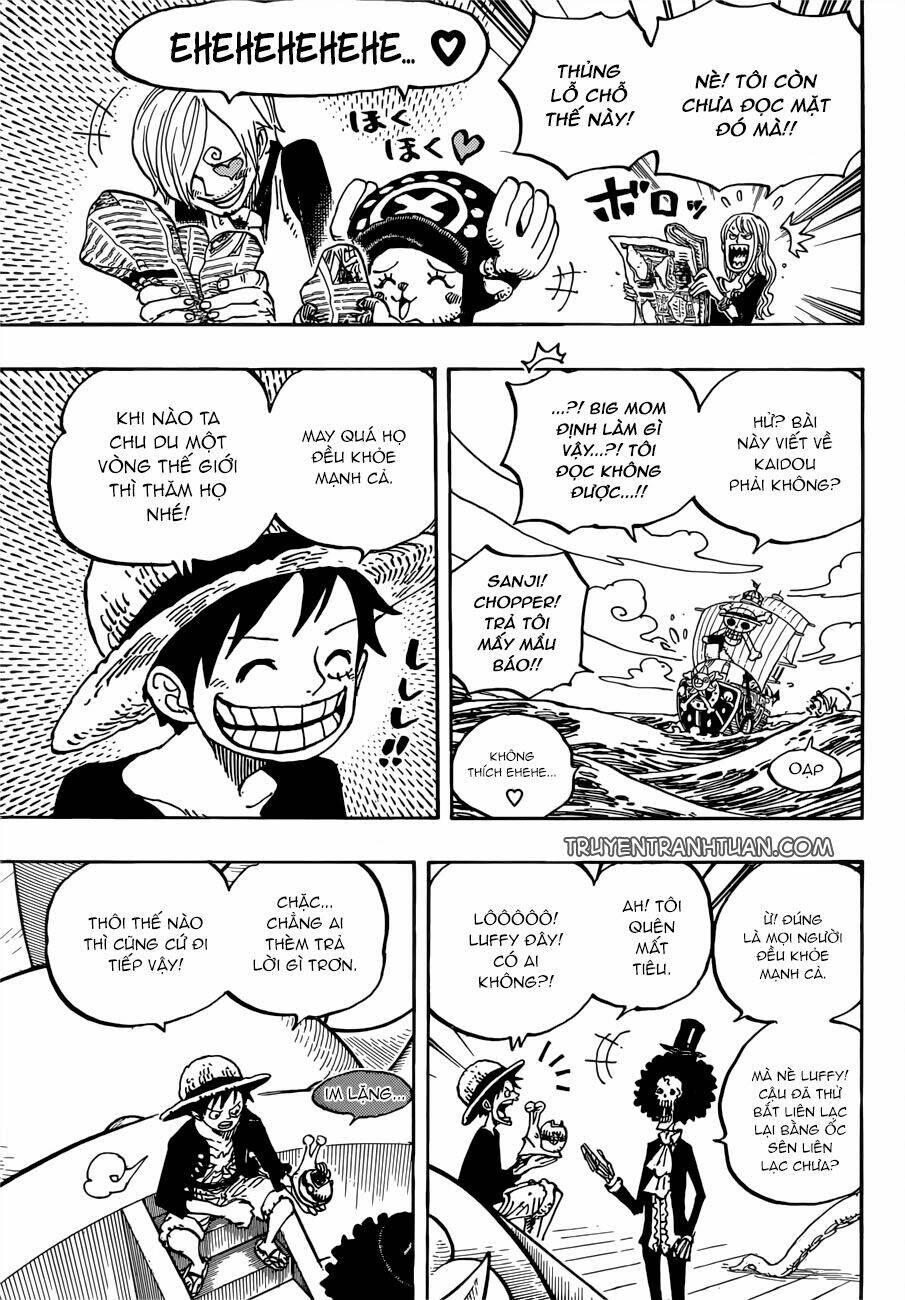 NÈ! TÔI CÒN
CHƯA ĐỌC MẶT
ĐÓ MÀ!!
THỦNG
LỖ CHỖ
THẾ NÀY!
EHEHEHEHEHE... ♡
ほく
ほく♡
ボロッ
HỬ? BÀI
NÀY VIẾT VỀ
KAIDOU
PHẢI KHÔNG?
...?! BIG MOM
ĐỊNH LÀM GÌ
VẬY...?! TÔI
ĐỌC KHÔNG
ĐƯỢC...!!
SANJI!
CHOPPER!
TRẢ TÔI
MẤY MẨU
BÁO!!
KHÔNG
THÍCH EHEHE...
♡
OẠP
MAY QUÁ HỌ
ĐỀU KHỎE
MẠNH CẢ.
KHI NÀO TA
CHU DU MỘT
VÒNG THẾ GIỚI
THÌ THĂM HỌ
NHÉ!
ししし!!
TRUYENTRANHTUAN.COM
Ừ! ĐÚNG
LÀ MỌI NGƯỜI
ĐỀU KHỎE
MẠNH CẢ.
MÀ NÈ LUFFY!
CẬU ĐÃ THỬ
BẮT LIÊN LẠC
LẠI BẰNG ỐC
SÊN LIÊN
LẠC CHƯA?
AH! TÔI
QUÊN
MẤT
TIÊU.
LÔÔÔÔÔ!
LUFFY ĐÂY!
CÓ AI
KHÔNG?!
CHẶC...
CHẲNG AI
THÈM TRẢ
LỜI GÌ TRƠN.
THÔI THẾ NÀO
THÌ CŨNG CỨ ĐI
TIẾP VẬY!
IM LẶNG...